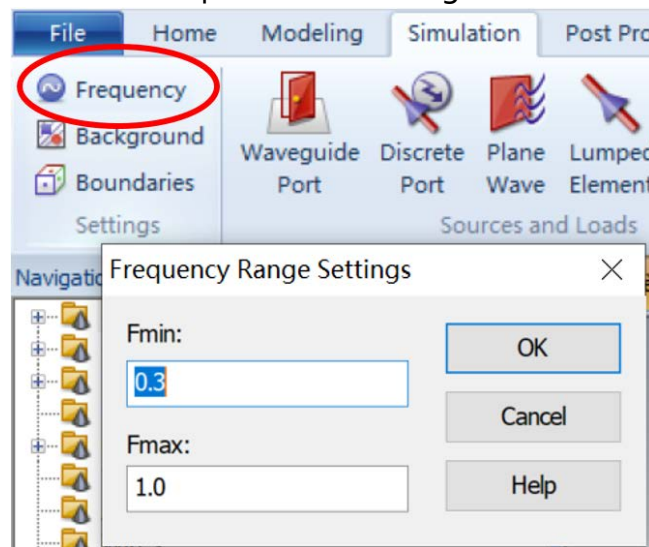 File Home Modeling Simulation Post Pro
Frequency
Background
Boundaries
Waveguide Port
Discrete Port
Plane Wave
Lumped Element
Settings
Sources and Loads
Navigatio
Frequency Range Settings
Fmin:
0.3
OK
Cancel
Fmax:
1.0
Help